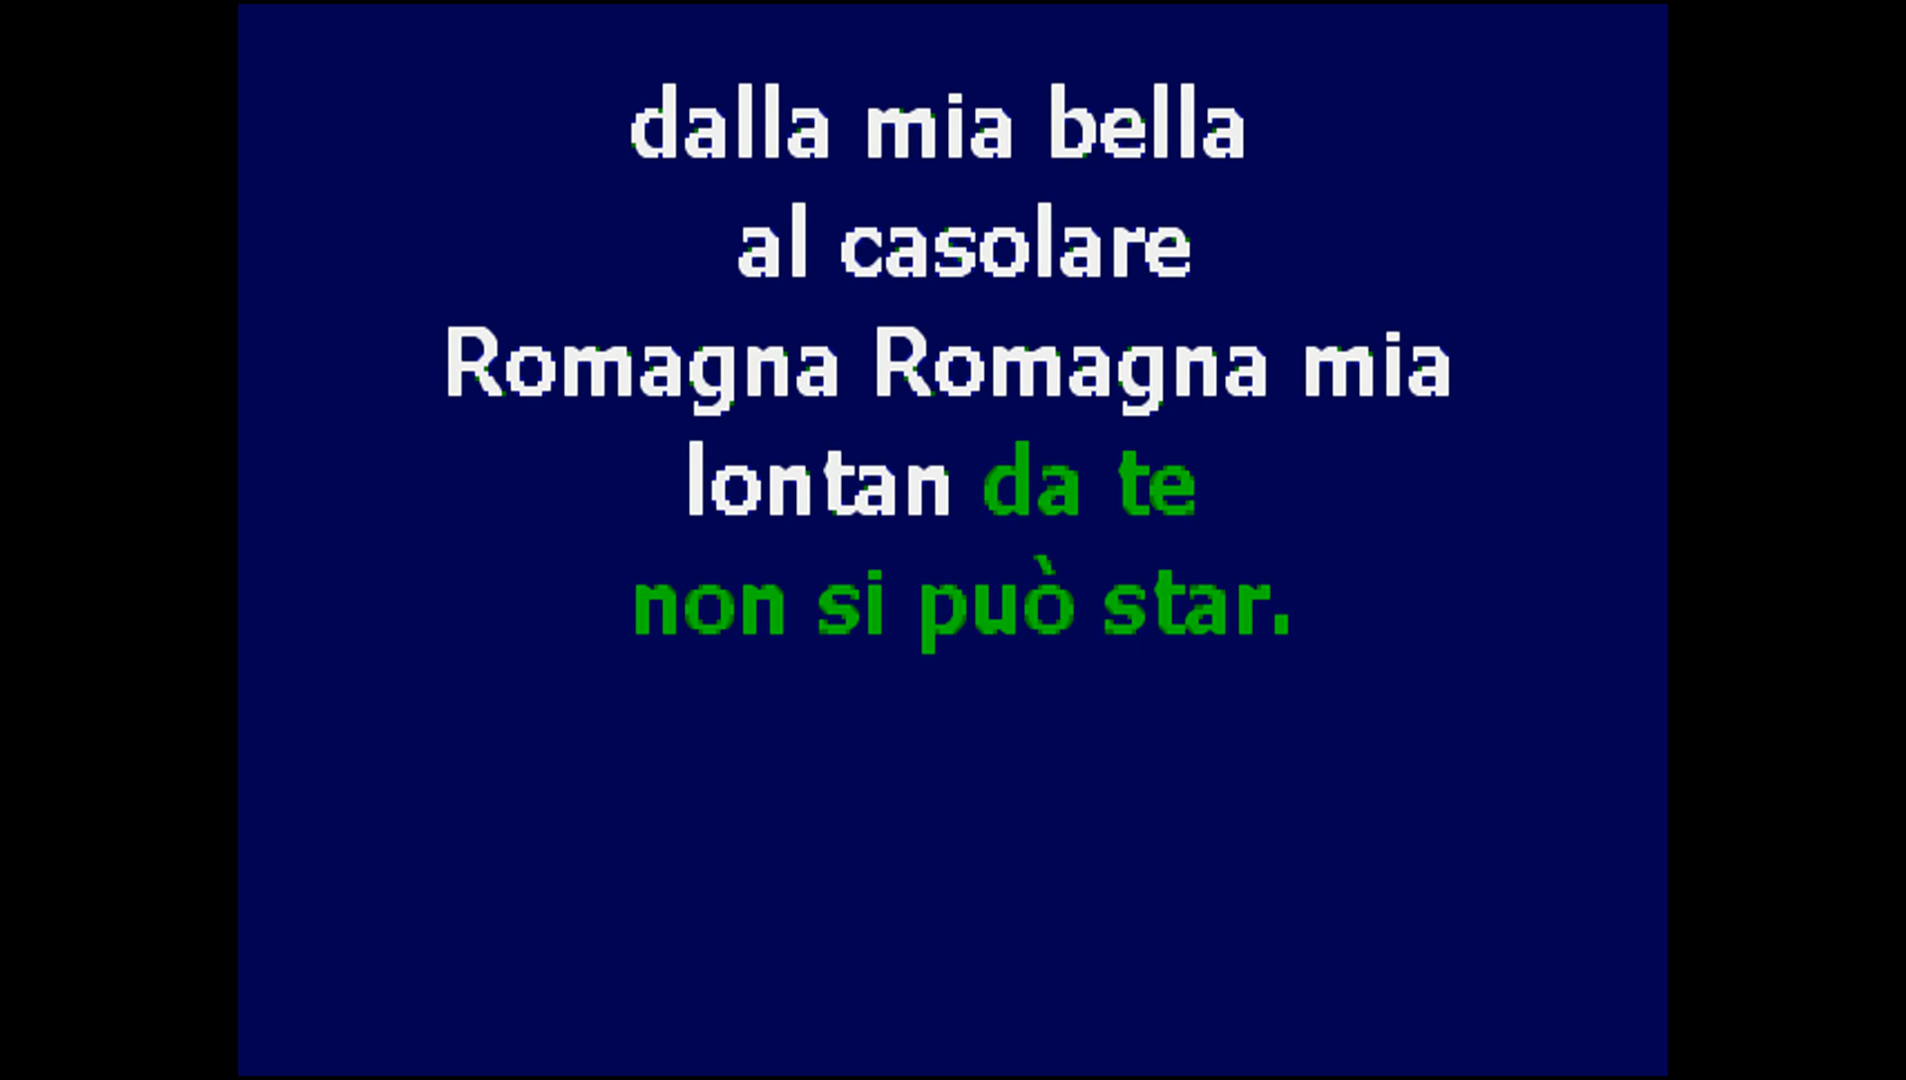 dalla mia bella
al casolare
Romagna Romagna mia
lontan da te
non si può star.